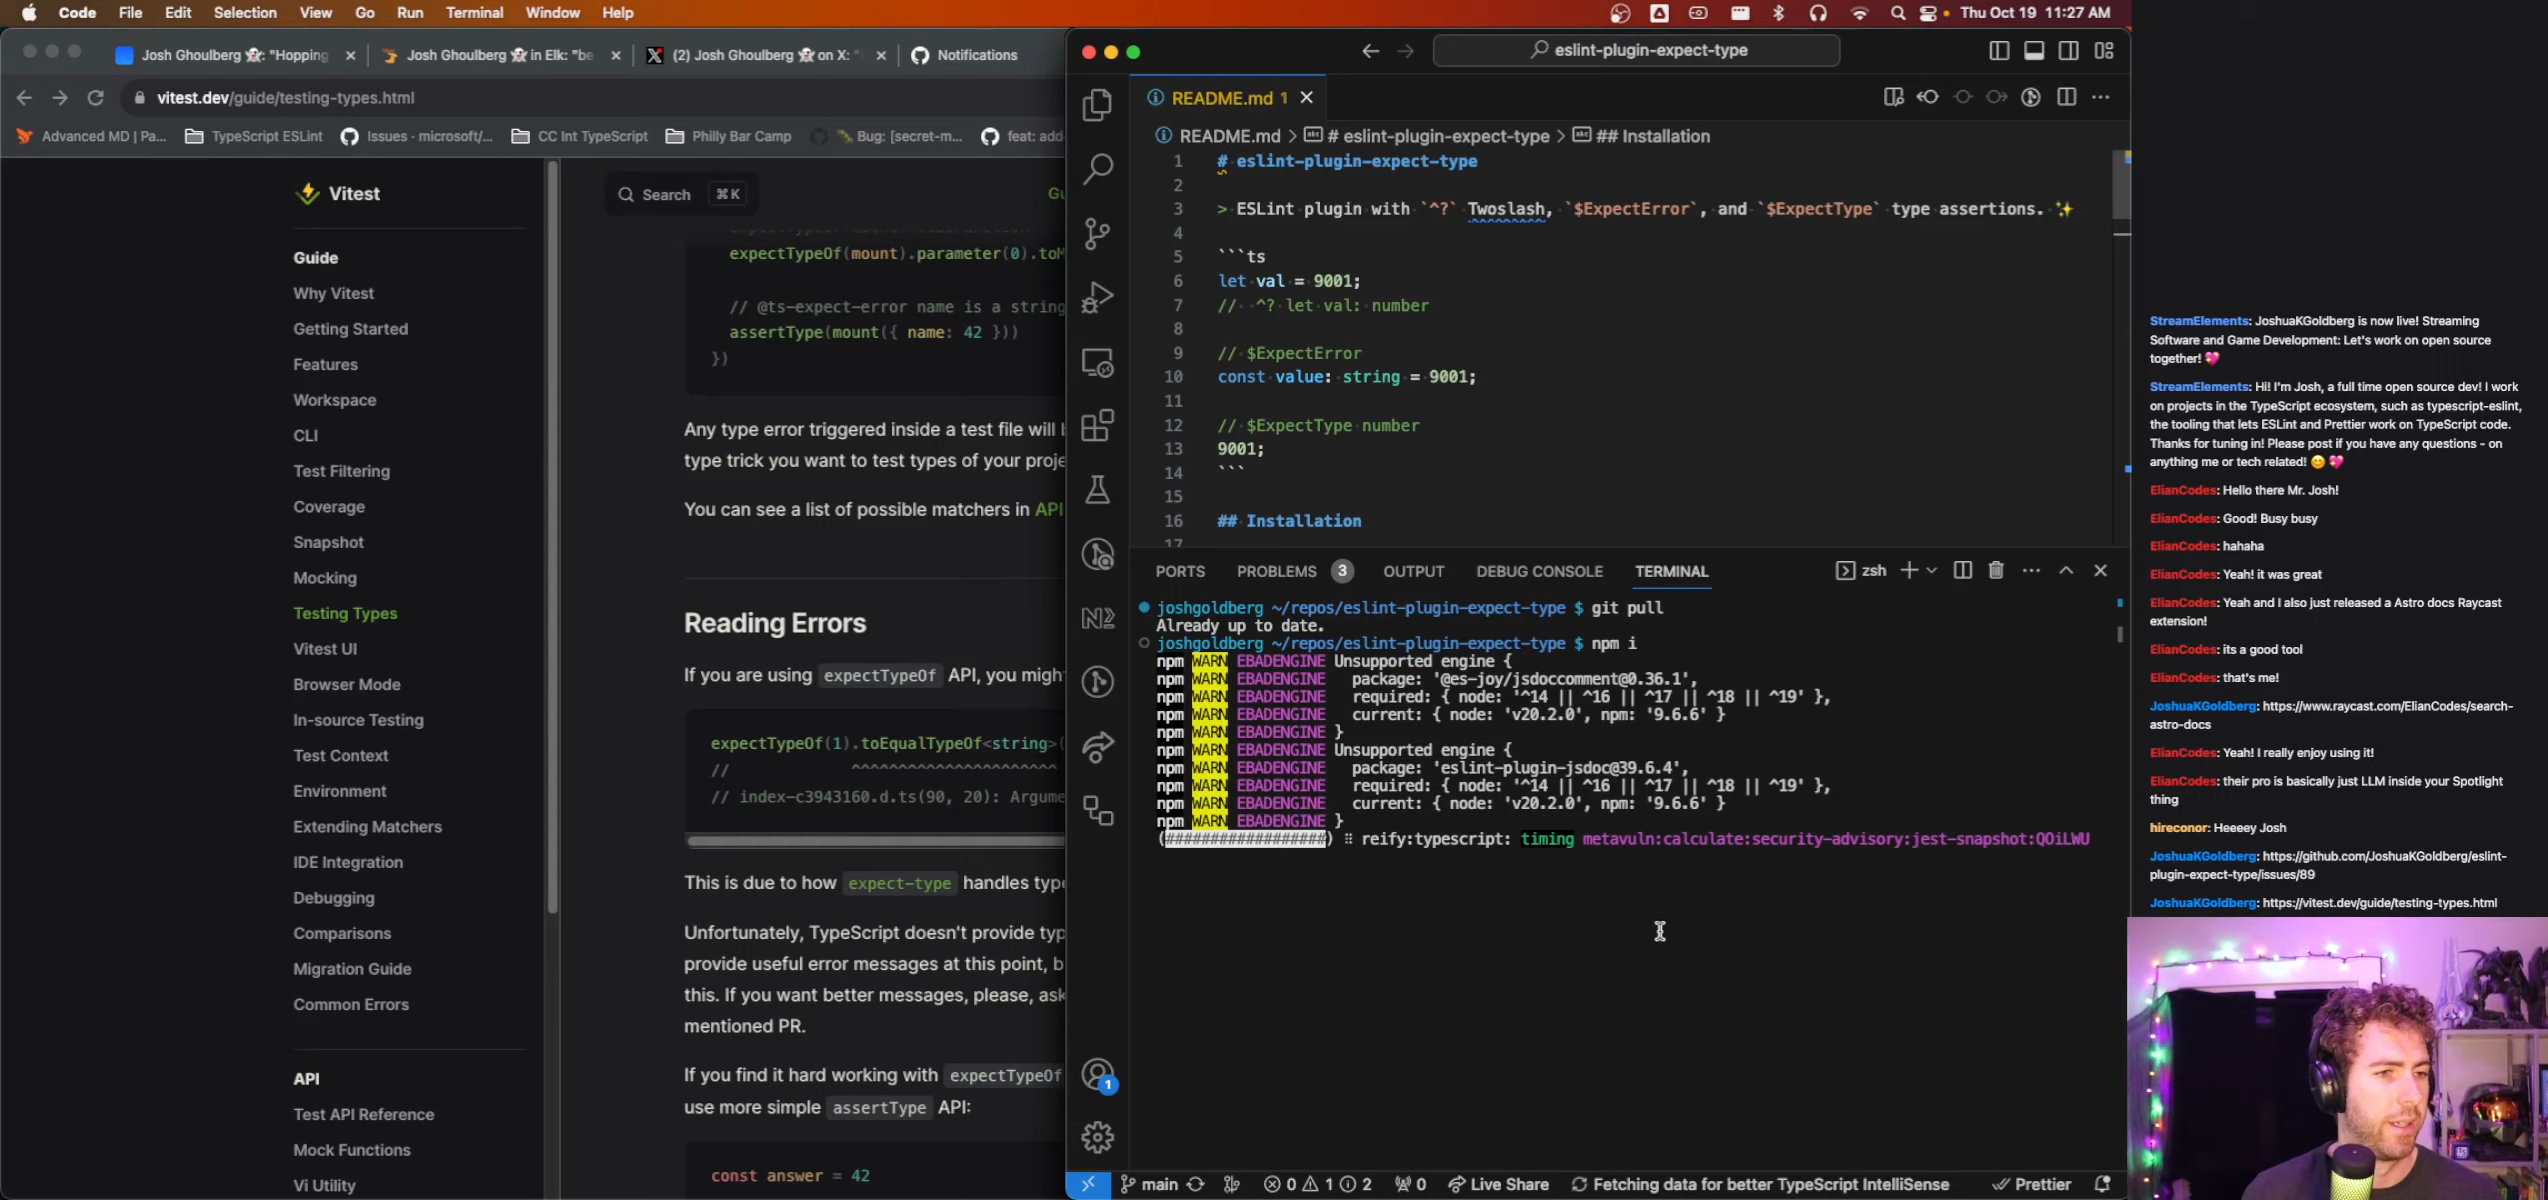 Code File Edit Selection View Go Run Terminal Window Help
Thu Oct 19 11:27 AM
Josh Ghoulberg 👻: "Hopping
Josh Ghoulberg 👻 in Elk: "be
(2) Josh Ghoulberg 👻 on X: "
Notifications
vitest.dev/guide/testing-types.html
Advanced MD | Pa...
TypeScript ESLint
Issues · microsoft/...
CC Int TypeScript
Philly Bar Camp
🐛 Bug: [secret-m...
feat: add
Vitest
Search ⌘K
Guide
Why Vitest
Getting Started
Features
Workspace
CLI
Test Filtering
Coverage
Snapshot
Mocking
Testing Types
Vitest UI
Browser Mode
In-source Testing
Test Context
Environment
Extending Matchers
IDE Integration
Debugging
Comparisons
Migration Guide
Common Errors
API
Test API Reference
Mock Functions
Vi Utility
expectTypeOf(mount).parameter(0).toM
// @ts-expect-error name is a string
assertType(mount({ name: 42 }))
})
Any type error triggered inside a test file will
type trick you want to test types of your proje
You can see a list of possible matchers in API
Reading Errors
If you are using expectTypeOf API, you migh
expectTypeOf(1).toEqualTypeOf<string>(
// ^^^^^^^^^^^^^^^^^^^^^^
// index-c3943160.d.ts(90, 20): Argume
This is due to how expect-type handles type
Unfortunately, TypeScript doesn't provide typ
provide useful error messages at this point, b
this. If you want better messages, please, ask
mentioned PR.
If you find it hard working with expectTypeOf
use more simple assertType API:
const answer = 42
eslint-plugin-expect-type
README.md 1
README.md > # eslint-plugin-expect-type > ## Installation
1 # eslint-plugin-expect-type
2
3 > ESLint plugin with `^?` Twoslash, `$ExpectError`, and `$ExpectType` type assertions. ✨
4
5 ```ts
6 let val = 9001;
7 // ^? let val: number
8
9 // $ExpectError
10 const value: string = 9001;
11
12 // $ExpectType number
13 9001;
14 ```
15
16 ## Installation
17
PORTS PROBLEMS 3 OUTPUT DEBUG CONSOLE TERMINAL
zsh
joshgoldberg ~/repos/eslint-plugin-expect-type $ git pull
Already up to date.
joshgoldberg ~/repos/eslint-plugin-expect-type $ npm i
npm WARN EBADENGINE Unsupported engine {
npm WARN EBADENGINE   package: '@es-joy/jsdoccomment@0.36.1',
npm WARN EBADENGINE   required: { node: '^14 || ^16 || ^17 || ^18 || ^19' },
npm WARN EBADENGINE   current: { node: 'v20.2.0', npm: '9.6.6' }
npm WARN EBADENGINE }
npm WARN EBADENGINE Unsupported engine {
npm WARN EBADENGINE   package: 'eslint-plugin-jsdoc@39.6.4',
npm WARN EBADENGINE   required: { node: '^14 || ^16 || ^17 || ^18 || ^19' },
npm WARN EBADENGINE   current: { node: 'v20.2.0', npm: '9.6.6' }
npm WARN EBADENGINE }
(##################) ⠏ reify:typescript: timing metavuln:calculate:security-advisory:jest-snapshot:QOiLWU
1
main 0 1 2 0 Live Share Fetching data for better TypeScript IntelliSense Prettier
StreamElements: JoshuaKGoldberg is now live! Streaming
Software and Game Development: Let's work on open source
together! 💖
StreamElements: Hi! I'm Josh, a full time open source dev! I work
on projects in the TypeScript ecosystem, such as typescript-eslint,
the tooling that lets ESLint and Prettier work on TypeScript code.
Thanks for tuning in! Please post if you have any questions - on
anything me or tech related! 😊 💖
ElianCodes: Hello there Mr. Josh!
ElianCodes: Good! Busy busy
ElianCodes: hahaha
ElianCodes: Yeah! it was great
ElianCodes: Yeah and I also just released a Astro docs Raycast
extension!
ElianCodes: its a good tool
ElianCodes: that's me!
JoshuaKGoldberg: https://www.raycast.com/ElianCodes/search-
astro-docs
ElianCodes: Yeah! I really enjoy using it!
ElianCodes: their pro is basically just LLM inside your Spotlight
thing
hireconor: Heeeey Josh
JoshuaKGoldberg: https://github.com/JoshuaKGoldberg/eslint-
plugin-expect-type/issues/89
JoshuaKGoldberg: https://vitest.dev/guide/testing-types.html